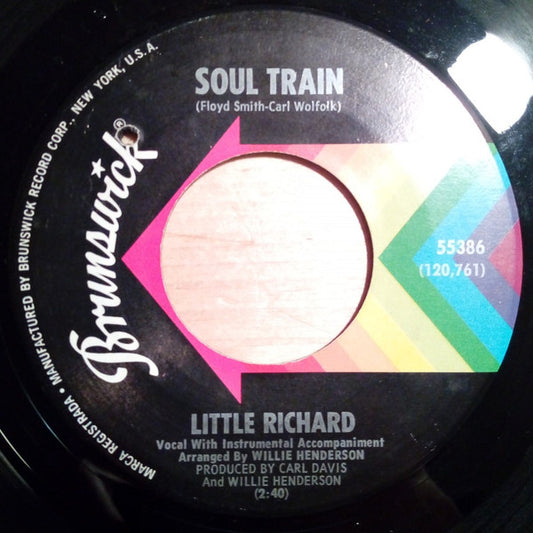 SOUL TRAIN
(Floyd Smith-Carl Wolfolk)
Brunswick®
MANUFACTURED BY BRUNSWICK RECORD CORP., NEW YORK, U.S.A.
MARCA REGISTRADA •
55386
(120,761)
LITTLE RICHARD
Vocal With Instrumental Accompaniment
Arranged By WILLIE HENDERSON
PRODUCED BY CARL DAVIS
And WILLIE HENDERSON
(2:40)